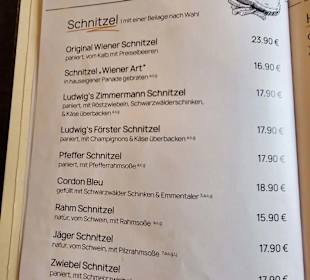 Schnitzel | mit einer Beilage nach Wahl
Original Wiener Schnitzel 23.90 €
paniert, vom Kalb mit Preiselbeeren
Schnitzel „Wiener Art" 16.90 €
in hauseigener Panade gebraten
Ludwig's Zimmermann Schnitzel 17.90 €
paniert, mit Röstzwiebeln, Schwarzwälderschinken,
& Käse überbacken
Ludwig's Förster Schnitzel 17.90 €
paniert, mit Champignons & Käse überbacken
Pfeffer Schnitzel 17.90 €
paniert, mit Pfefferrahmsoße
Cordon Bleu 18.90 €
gefüllt mit Schwarzwälder Schinken & Emmentaler
Rahm Schnitzel 15.90 €
natur, vom Schwein, mit Rahmsoße
Jäger Schnitzel 17.90 €
natur, vom Schwein, mit Pilzrahmsoße
Zwiebel Schnitzel 17.90 €